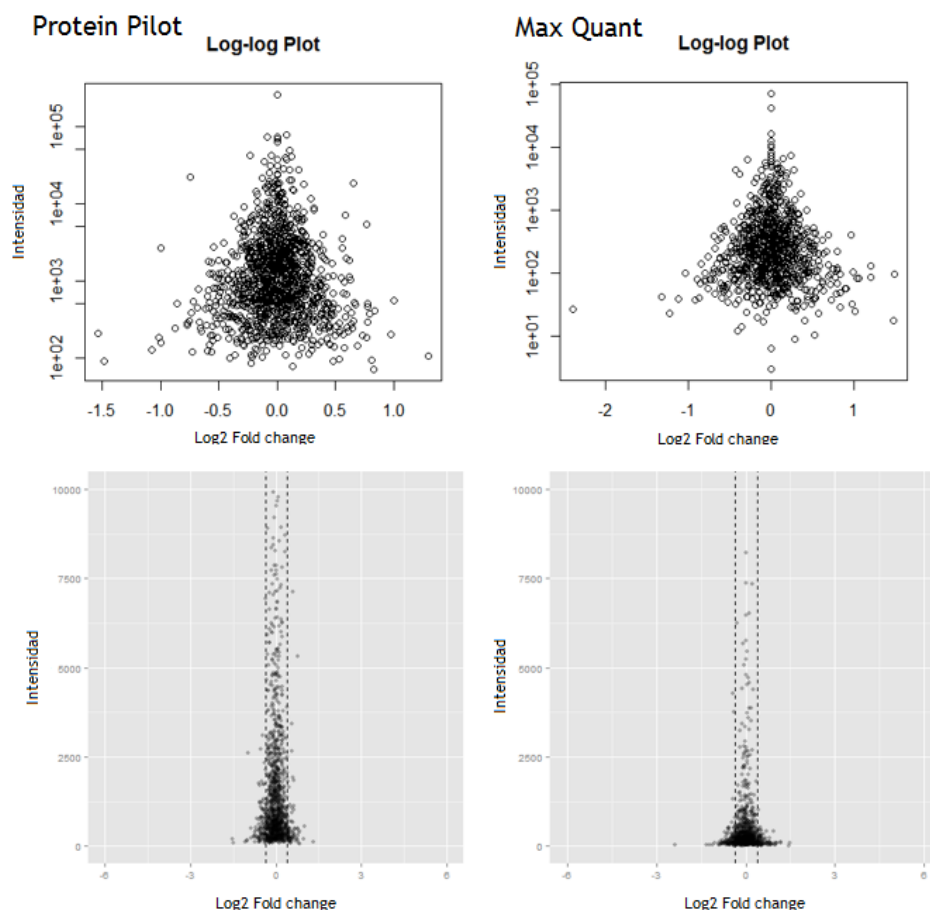 Protein Pilot
Log-log Plot
Intensidad
1e+05
1e+04
1e+03
1e+02
-1.5 -1.0 -0.5 0.0 0.5 1.0
Log2 Fold change
Max Quant
Log-log Plot
Intensidad
1e+05
1e+04
1e+03
1e+02
1e+01
-2 -1 0 1
Log2 Fold change
Intensidad
10000
7500
5000
2500
0
-6 -3 0 3 6
Log2 Fold change
Intensidad
10000
7500
5000
2500
0
-6 -3 0 3 6
Log2 Fold change